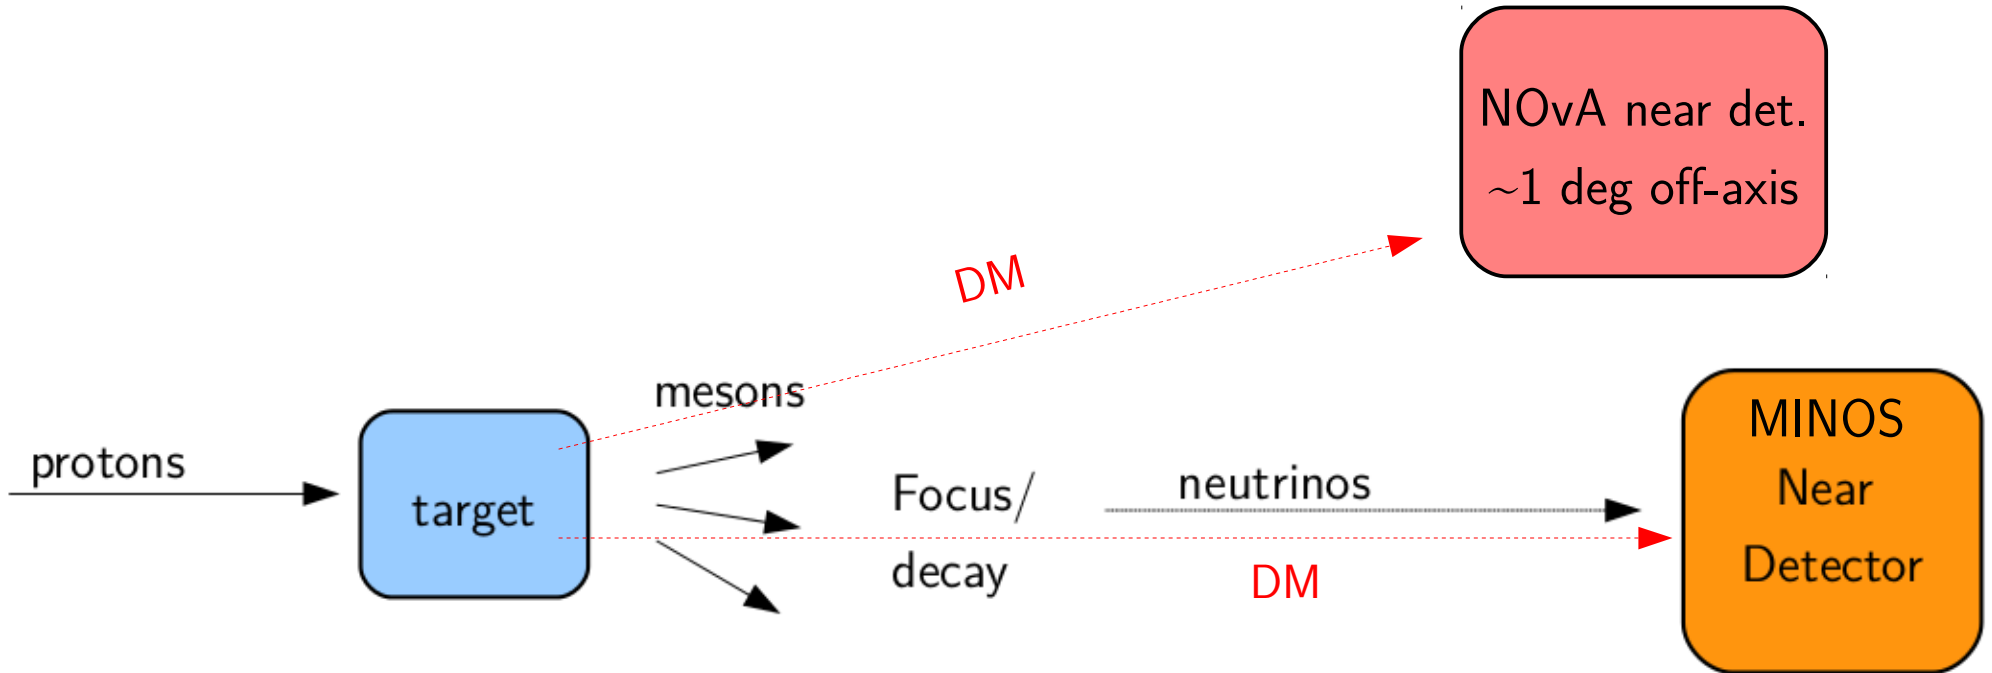 NOvA near det.
~1 deg off-axis
DM
mesons
protons
target
Focus/
decay
neutrinos
DM
MINOS
Near
Detector